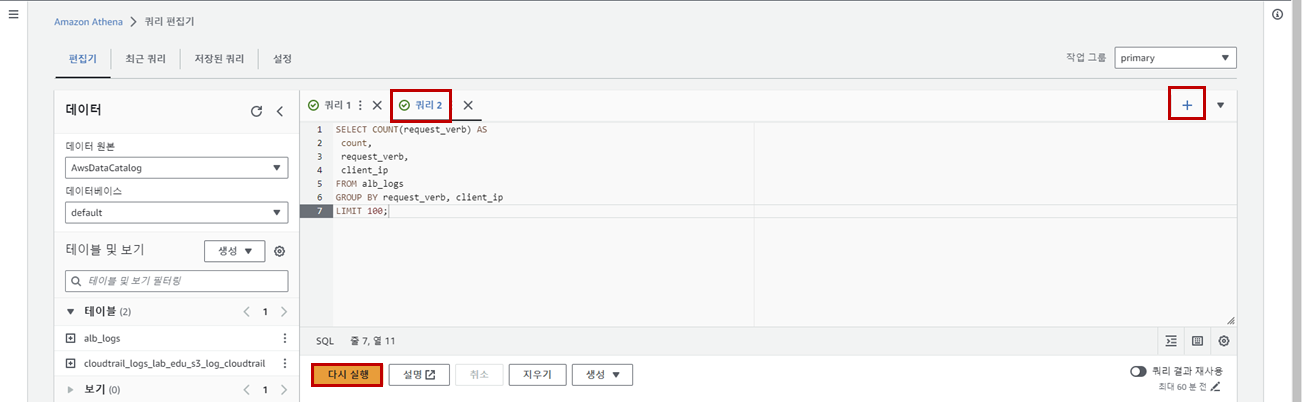 Amazon Athena > 쿼리 편집기
편집기 최근 쿼리 저장된 쿼리 설정
작업 그룹 primary
데이터
데이터 원본
AwsDataCatalog
데이터베이스
default
테이블 및 보기 생성
테이블 및 보기 필터링
테이블 (2) 1
alb_logs
cloudtrail_logs_lab_edu_s3_log_cloudtrail
보기 (0) 1
쿼리 1 쿼리 2
1 SELECT COUNT(request_verb) AS
2 count,
3 request_verb,
4 client_ip
5 FROM alb_logs
6 GROUP BY request_verb, client_ip
7 LIMIT 100;
SQL 줄 7, 열 11
다시 실행 설명 취소 지우기 생성
쿼리 결과 재사용
최대 60 분 전